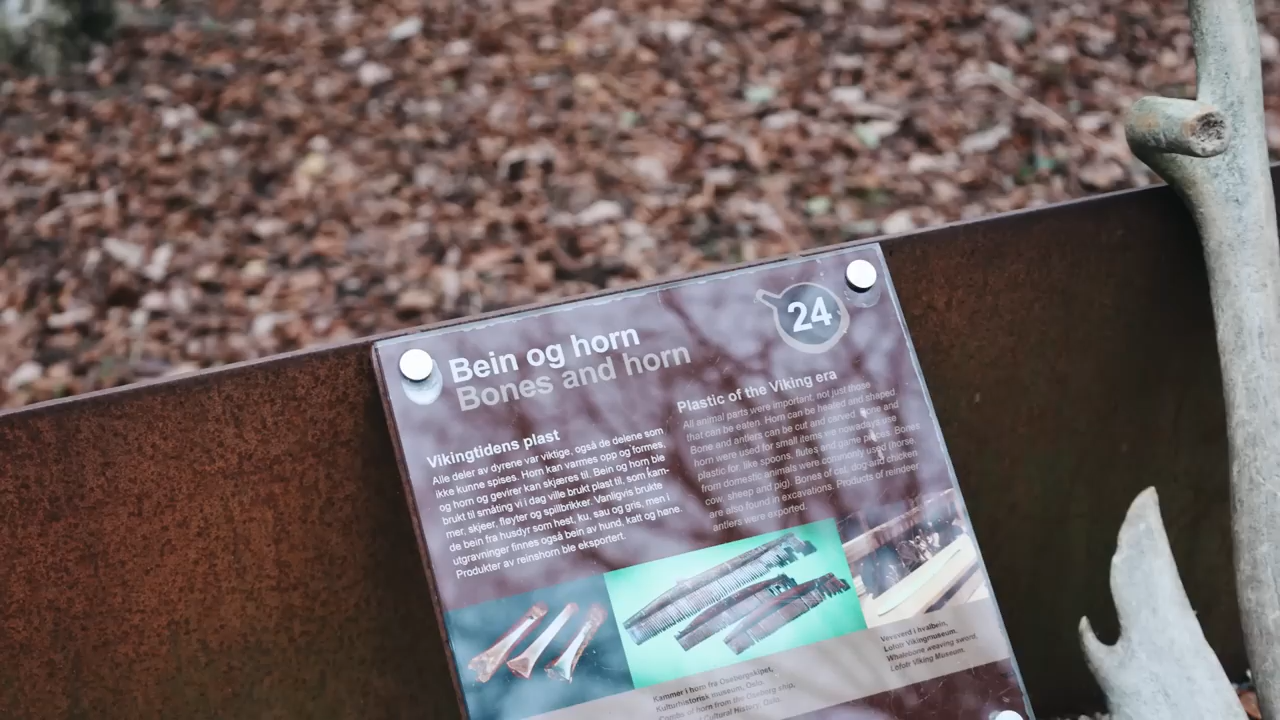 24
Bein og horn
Bones and horn
Vikingtidens plast
Alle deler av dyrene var viktige, også de delene som
ikke kunne spises. Horn kan varmes opp og formes,
og horn og gevirer kan skjæres til. Bein og horn ble
brukt til småting vi i dag ville brukt plast til, som kam-
mer, skjeer, fløyter og spillbrikker. Vanligvis brukte
de bein fra husdyr som hest, ku, sau og gris, men i
utgravninger finnes også bein av hund, katt og høne.
Produkter av reinshorn ble eksportert.
Plastic of the Viking era
All animal parts were important, not just those
that can be eaten. Horn can be heated and shaped
Bone and antlers can be cut and carved. Bone and
horn were used for small items we nowadays use
plastic for, like spoons, flutes and game pieces. Bones
from domestic animals were commonly used (horse,
cow, sheep and pig). Bones of cat, dog and chicken
are also found in excavations. Products of reindeer
antlers were exported.
Kammer i horn fra Osebergskipet,
Kulturhistorisk museum, Oslo.
Combs of horn from the Oseberg ship,
of Cultural History, Oslo.
Vevsverd i hvalbein,
Lofotr Vikingmuseum.
Whalebone weaving sword,
Lofotr Viking Museum.